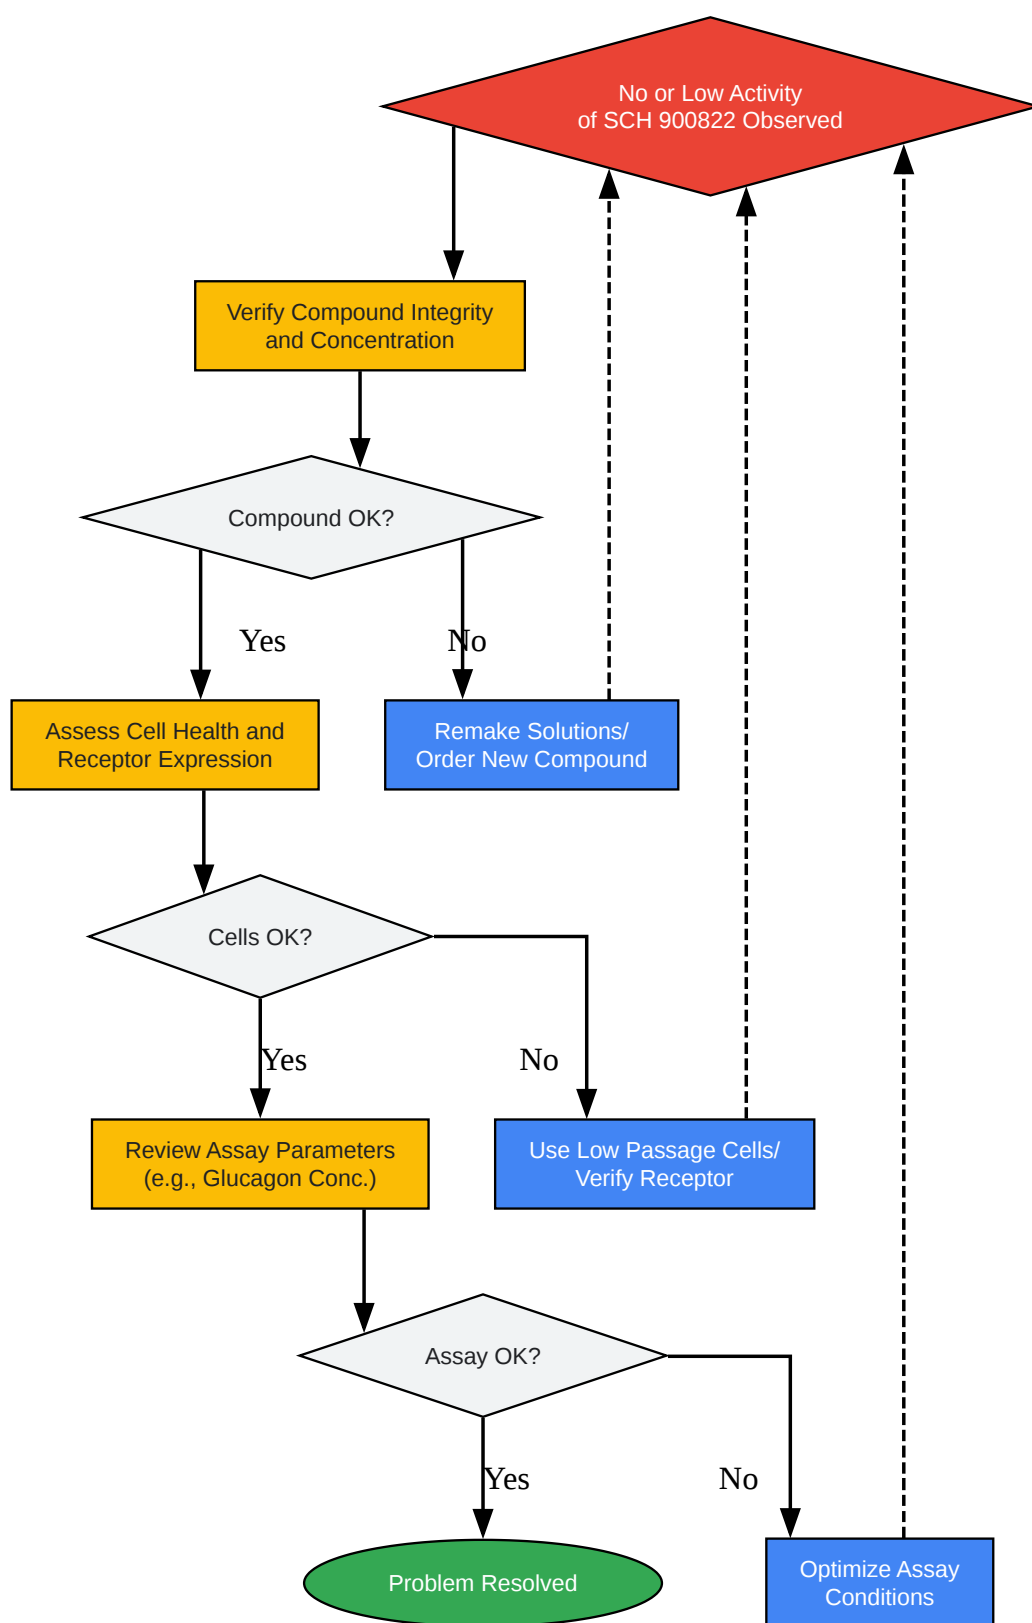 No or Low Activity
of SCH 900822 Observed
Verify Compound Integrity
and Concentration
Compound OK?
Yes
No
Assess Cell Health and
Receptor Expression
Remake Solutions/
Order New Compound
Cells OK?
Yes
No
Review Assay Parameters
(e.g., Glucagon Conc.)
Use Low Passage Cells/
Verify Receptor
Assay OK?
Yes
No
Problem Resolved
Optimize Assay
Conditions